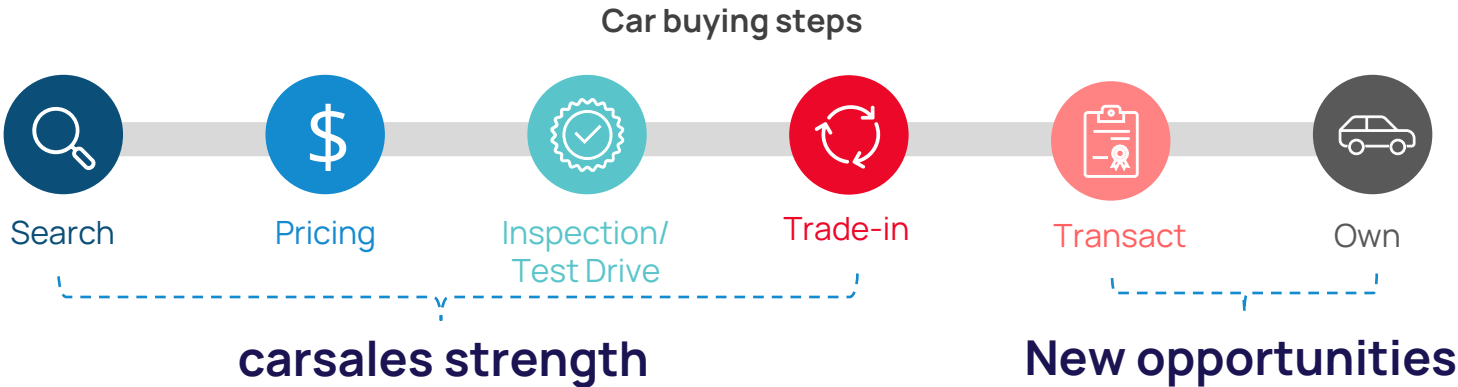 Car buying steps
$
Search
Pricing
Inspection/
Test Drive
Trade-in
Transact
Own
carsales strength
New opportunities